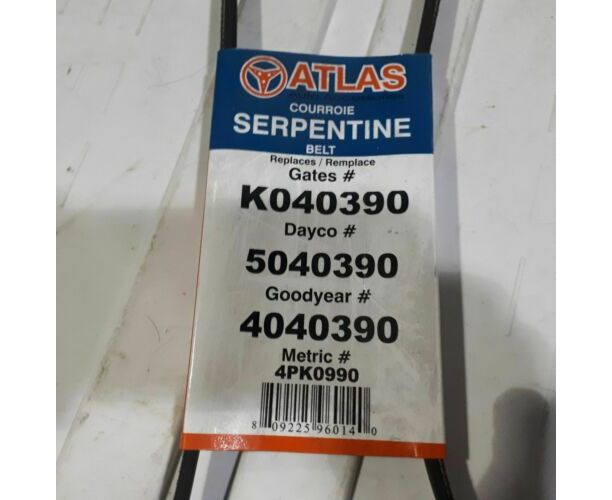 ATLAS
COURROIE
SERPENTINE
BELT
Replaces / Remplace
Gates #
K040390
Dayco #
5040390
Goodyear #
4040390
Metric #
4PK0990
8 09225 96014 0